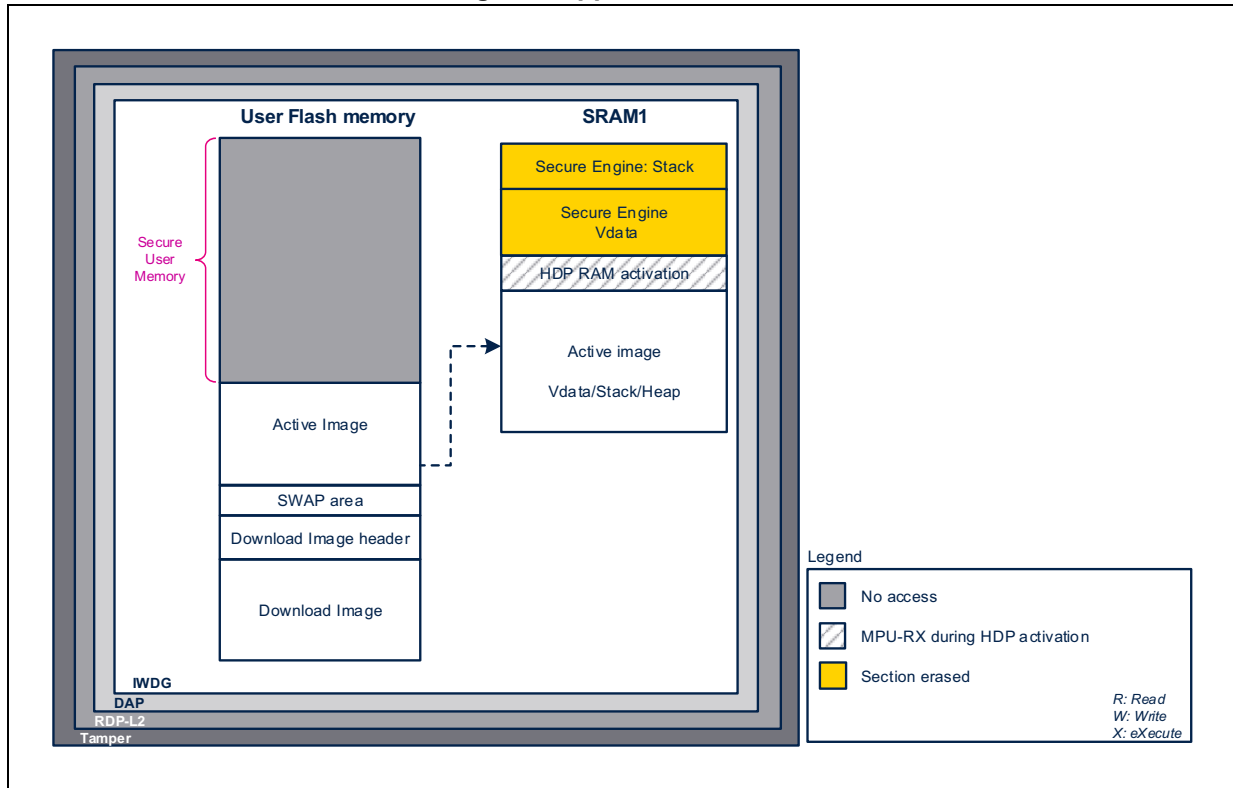 User Flash memory
SRAM1
Secure
User
Memory
Secure Engine: Stack
Secure Engine
Vdata
HDP RAM activation
Active image
Vdata/Stack/Heap
Active Image
SWAP area
Download Image header
Download Image
IWDG
DAP
RDP-L2
Tamper
Legend
No access
MPU-RX during HDP activation
Section erased
R: Read
W: Write
X: eXecute